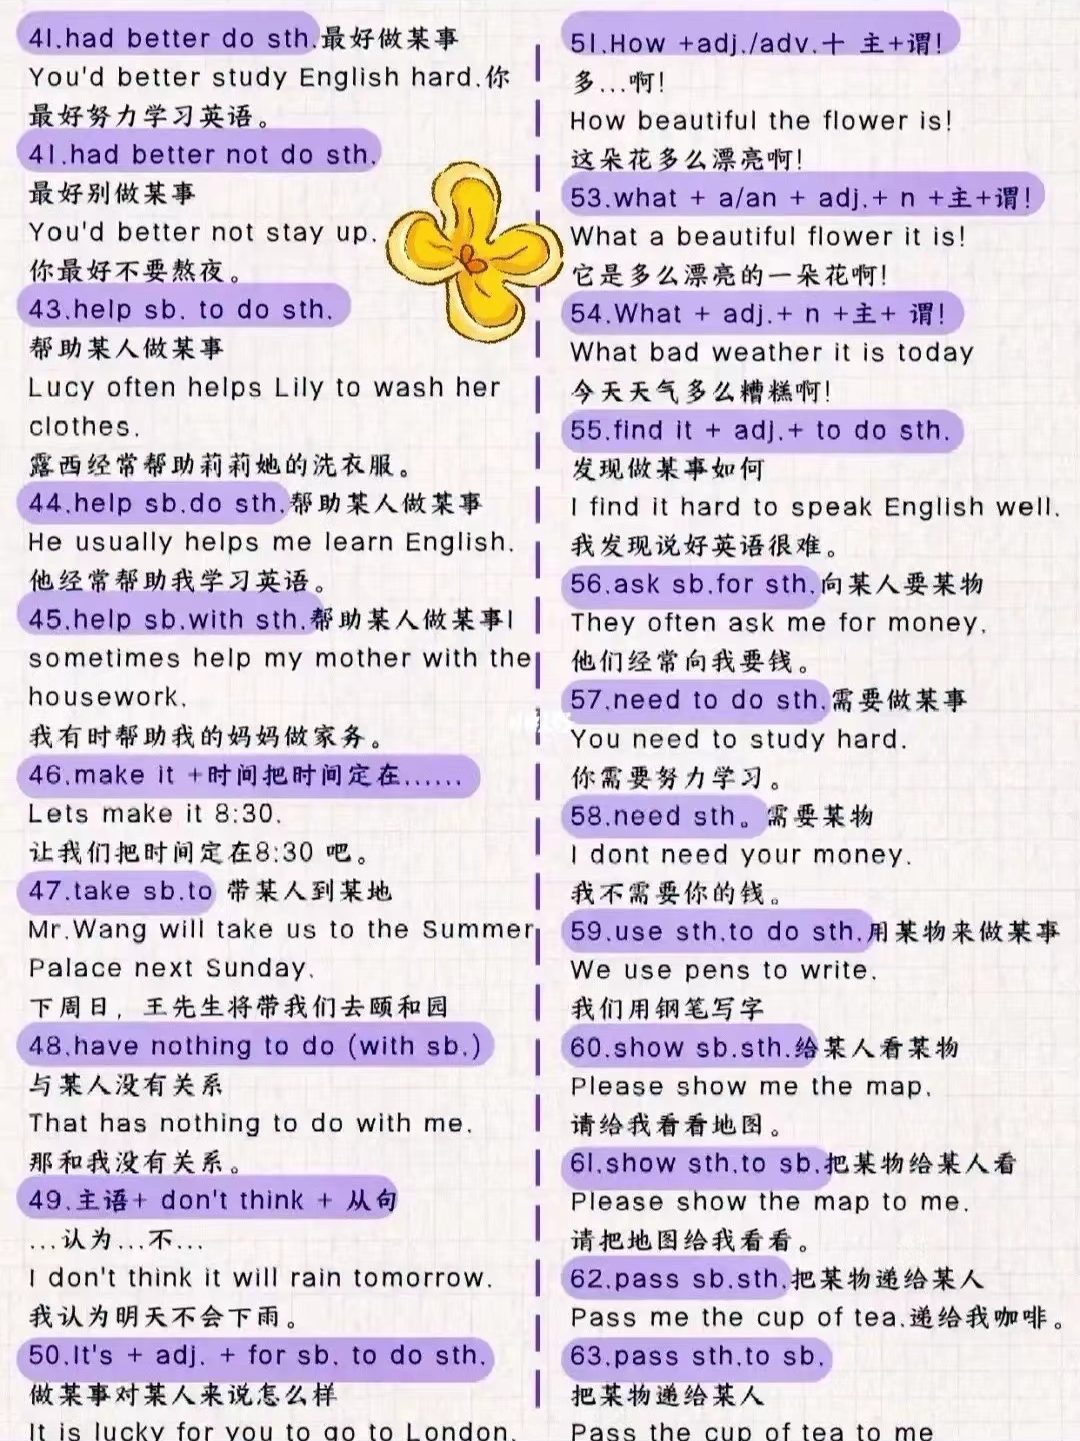 41.had better do sth.最好做某事
You'd better study English hard.你
最好努力学习英语。
41.had better not do sth.
最好别做某事
You'd better not stay up.
你最好不要熬夜。
43.help sb. to do sth.
帮助某人做某事
Lucy often helps Lily to wash her
clothes.
露西经常帮助莉莉她的洗衣服。
44.help sb.do sth.帮助某人做某事
He usually helps me learn English.
他经常帮助我学习英语。
45.help sb.with sth.帮助某人做某事I
sometimes help my mother with the
housework.
我有时帮助我的妈妈做家务。
46.make it +时间把时间定在......
Lets make it 8:30.
让我们把时间定在8:30 吧。
47.take sb.to 带某人到某地
Mr.Wang will take us to the Summer
Palace next Sunday.
下周日，王先生将带我们去颐和园
48.have nothing to do (with sb.)
与某人没有关系
That has nothing to do with me.
那和我没有关系。
49.主语+ don't think + 从句
...认为...不...
I don't think it will rain tomorrow.
我认为明天不会下雨。
50.It's + adj. + for sb. to do sth.
做某事对某人来说怎么样
It is lucky for you to go to London.
51.How +adj./adv.十 主+谓!
多...啊!
How beautiful the flower is!
这朵花多么漂亮啊!
53.what + a/an + adj.+ n +主+谓!
What a beautiful flower it is!
它是多么漂亮的一朵花啊!
54.What + adj.+ n +主+ 谓!
What bad weather it is today
今天天气多么糟糕啊!
55.find it + adj.+ to do sth.
发现做某事如何
I find it hard to speak English well.
我发现说好英语很难。
56.ask sb.for sth.向某人要某物
They often ask me for money.
他们经常向我要钱。
57.need to do sth.需要做某事
You need to study hard.
你需要努力学习。
58.need sth。需要某物
I dont need your money.
我不需要你的钱。
59.use sth.to do sth.用某物来做某事
We use pens to write.
我们用钢笔写字
60.show sb.sth.给某人看某物
Please show me the map.
请给我看看地图。
61.show sth.to sb.把某物给某人看
Please show the map to me.
请把地图给我看看。
62.pass sb.sth.把某物递给某人
Pass me the cup of tea.递给我咖啡。
63.pass sth.to sb.
把某物递给某人
Pass the cup of tea to me